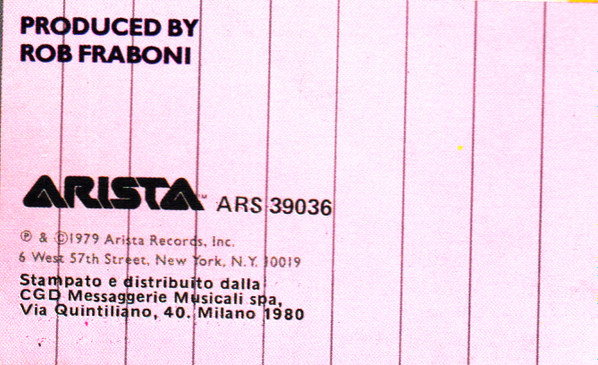 PRODUCED BY
ROB FRABONI
ARISTA™ ARS 39036
℗ & ©1979 Arista Records, Inc.
6 West 57th Street, New York, N.Y. 10019
Stampato e distribuito dalla
CGD Messaggerie Musicali spa,
Via Quintiliano, 40. Milano 1980